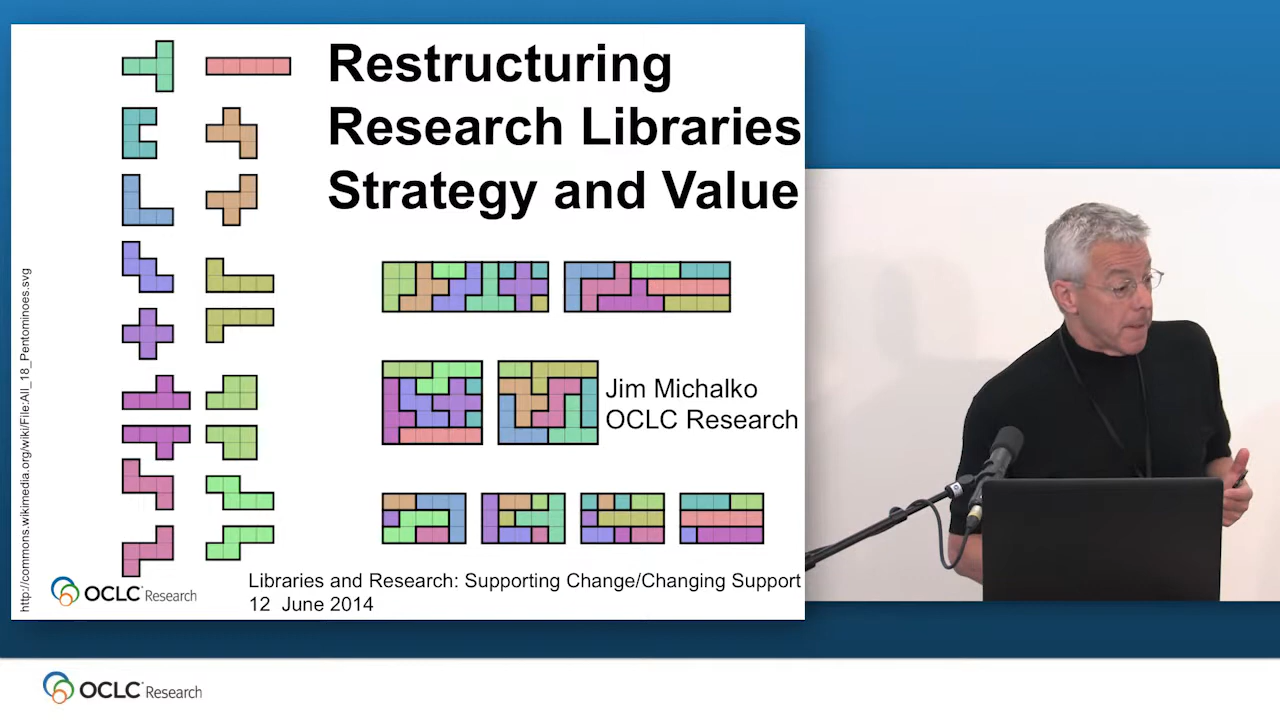 Restructuring
Research Libraries
Strategy and Value
http://commons.wikimedia.org/wiki/File:All_18_Pentominoes.svg
Jim Michalko
OCLC Research
Libraries and Research: Supporting Change/Changing Support
12 June 2014
OCLC Research
OCLC Research